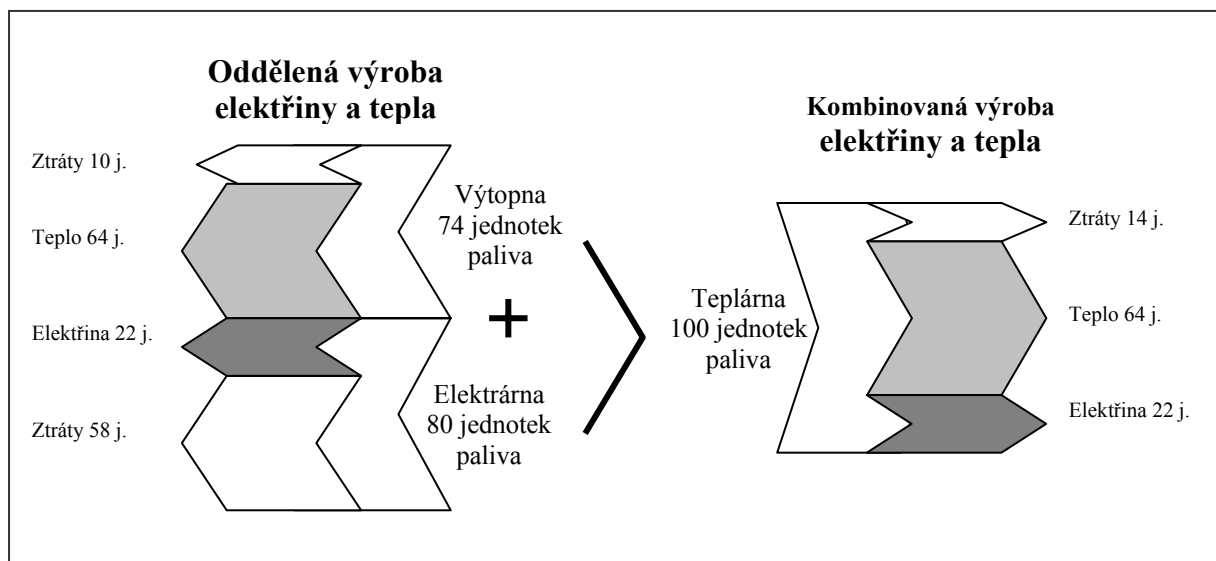 Oddělená výroba
elektřiny a tepla
Ztráty 10 j.
Teplo 64 j.
Elektřina 22 j.
Ztráty 58 j.
Výtopna
74 jednotek
paliva
+
Elektrárna
80 jednotek
paliva
Kombinovaná výroba
elektřiny a tepla
Teplárna
100 jednotek
paliva
Ztráty 14 j.
Teplo 64 j.
Elektřina 22 j.